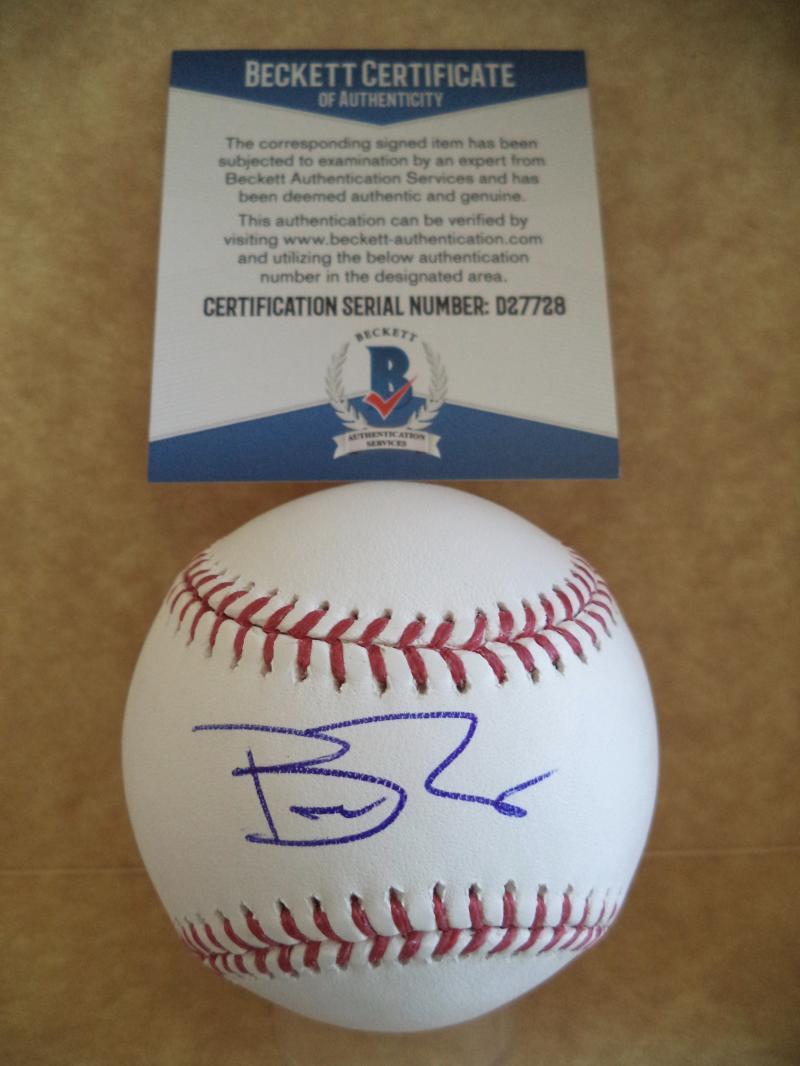 BECKETT CERTIFICATE
OF AUTHENTICITY
The corresponding signed item has been
subjected to examination by an expert from
Beckett Authentication Services and has
been deemed authentic and genuine.
This authentication can be verified by
visiting www.beckett-authentication.com
and utilizing the below authentication
number in the designated area.
CERTIFICATION SERIAL NUMBER: D27728
BECKETT
B
AUTHENTICATION
SERVICES